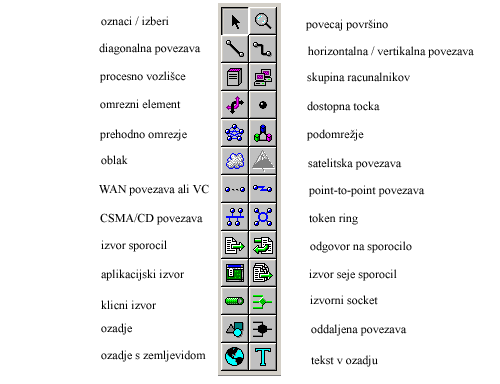 oznaci / izberi
povecaj površino
diagonalna povezava
horizontalna / vertikalna povezava
procesno vozlišce
skupina racunalnikov
omrezni element
dostopna tocka
prehodno omrezje
podomrežje
oblak
satelitska povezava
WAN povezava ali VC
point-to-point povezava
CSMA/CD povezava
token ring
izvor sporocil
odgovor na sporocilo
aplikacijski izvor
izvor seje sporocil
klicni izvor
izvorni socket
ozadje
oddaljena povezava
ozadje s zemljevidom
tekst v ozadju